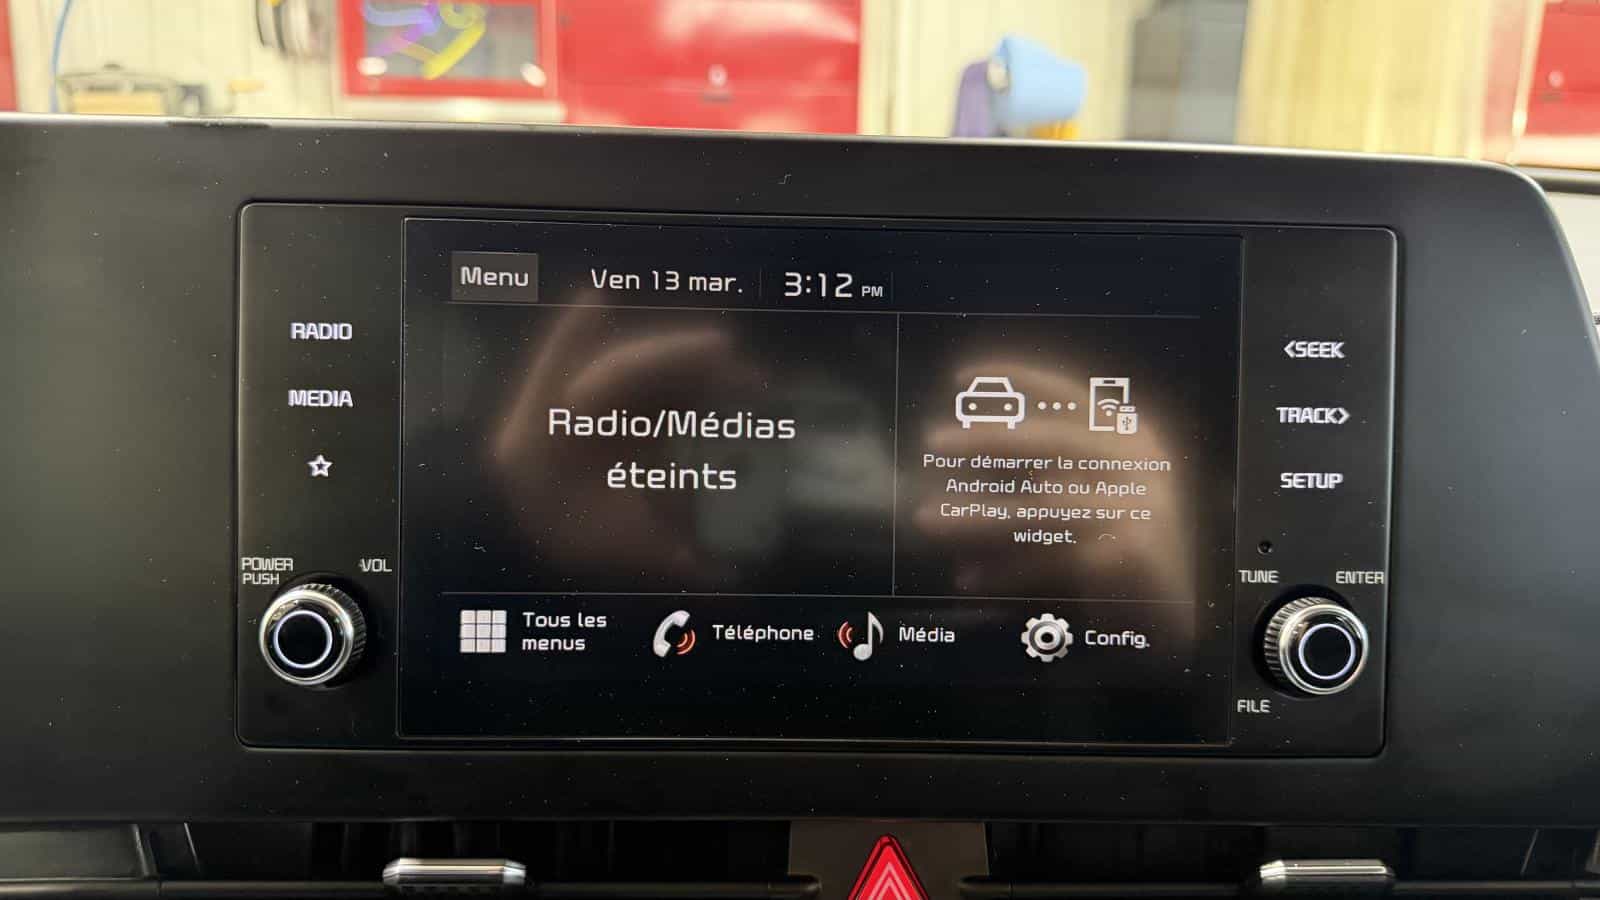 Menu
Ven 13 mar.
3:12 PM
RADIO
MEDIA
Radio/Médias
éteints
Pour démarrer la connexion
Android Auto ou Apple
CarPlay, appuyez sur ce
widget.
<SEEK
TRACK>
SETUP
POWER
PUSH
VOL
TUNE
ENTER
FILE
Tous les
menus
Téléphone
Média
Config.